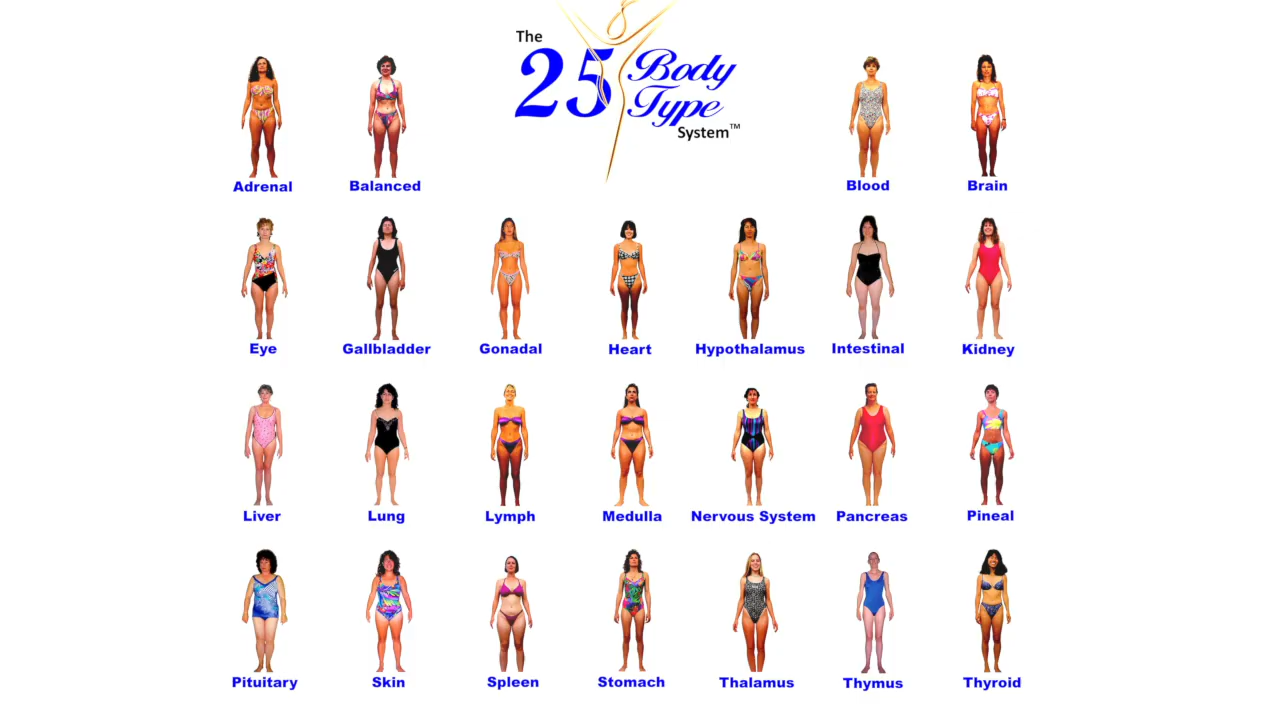 The
25 Body
Type
System™
Adrenal
Balanced
Blood
Brain
Eye
Gallbladder
Gonadal
Heart
Hypothalamus
Intestinal
Kidney
Liver
Lung
Lymph
Medulla
Nervous System
Pancreas
Pineal
Pituitary
Skin
Spleen
Stomach
Thalamus
Thymus
Thyroid